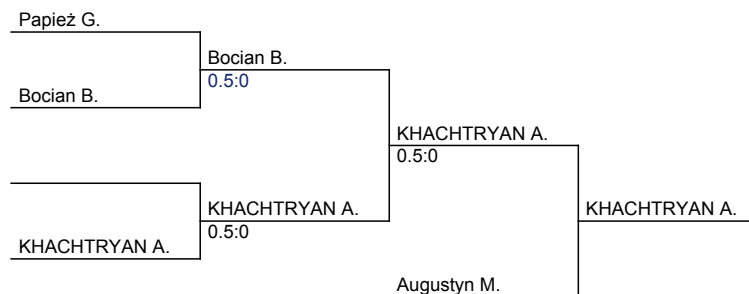 Papież G.
Bocian B.
0.5:0
Bocian B.
KHACHTRYAN A.
0.5:0
KHACHTRYAN A.
KHACHTRYAN A.
0.5:0
KHACHTRYAN A.
Augustyn M.